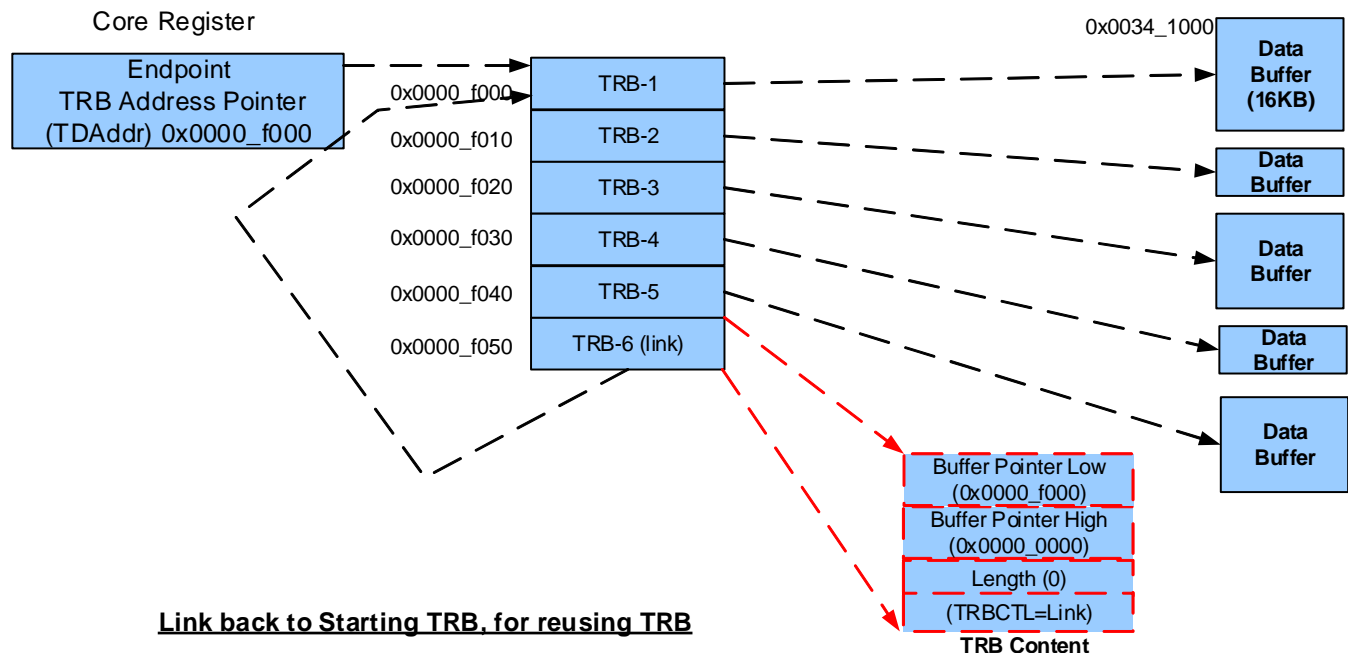 Core Register
Endpoint
TRB Address Pointer
(TDAddr) 0x0000_f000
0x0000_f000
0x0000_f010
0x0000_f020
0x0000_f030
0x0000_f040
0x0000_f050
TRB-1
TRB-2
TRB-3
TRB-4
TRB-5
TRB-6 (link)
0x0034_1000
Data
Buffer
(16KB)
Data
Buffer
Data
Buffer
Data
Buffer
Data
Buffer
Buffer Pointer Low
(0x0000_f000)
Buffer Pointer High
(0x0000_0000)
Length (0)
(TRBCTL=Link)
TRB Content
Link back to Starting TRB, for reusing TRB